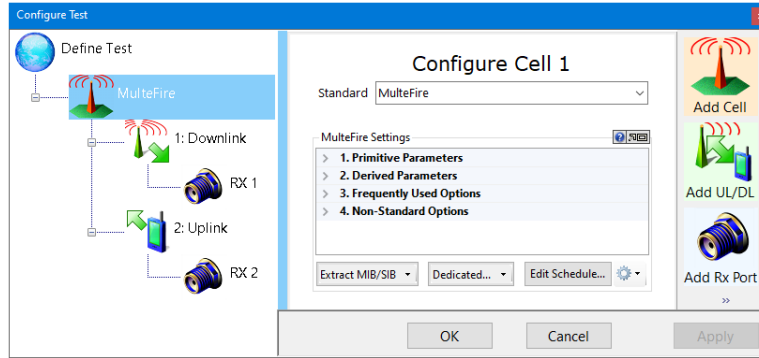 Configure Test
Define Test
MulteFire
1: Downlink
RX 1
2: Uplink
RX 2
Configure Cell 1
Standard MulteFire
MulteFire Settings
1. Primitive Parameters
2. Derived Parameters
3. Frequently Used Options
4. Non-Standard Options
Extract MIB/SIB Dedicated... Edit Schedule...
OK Cancel Apply
Add Cell
Add UL/DL
Add Rx Port